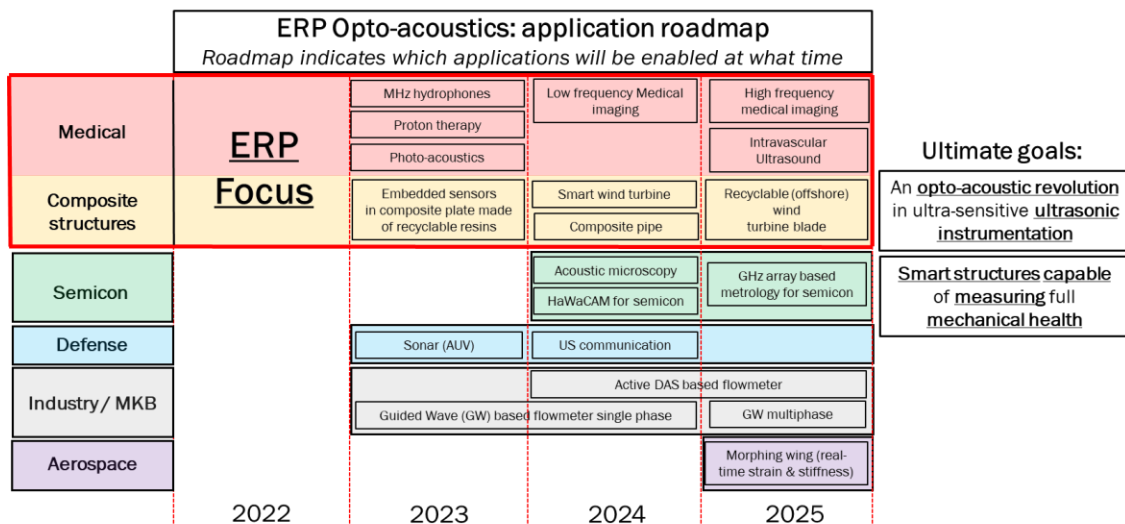 ERP Opto-acoustics: application roadmap
Roadmap indicates which applications will be enabled at what time
Medical
ERP
Focus
MHz hydrophones
Proton therapy
Photo-acoustics
Low frequency Medical
imaging
High frequency
medical imaging
Intravascular
Ultrasound
Composite
structures
Embedded sensors
in composite plate made
of recyclable resins
Smart wind turbine
Composite pipe
Recyclable (offshore)
wind
turbine blade
Semicon
Acoustic microscopy
HaWaCAM for semicon
GHz array based
metrology for semicon
Defense
Sonar (AUV)
US communication
Industry/ MKB
Active DAS based flowmeter
Guided Wave (GW) based flowmeter single phase
GW multiphase
Aerospace
Morphing wing (real-
time strain & stiffness)
2022
2023
2024
2025
Ultimate goals:
An opto-acoustic revolution
in ultra-sensitive ultrasonic
instrumentation
Smart structures capable
of measuring full
mechanical health